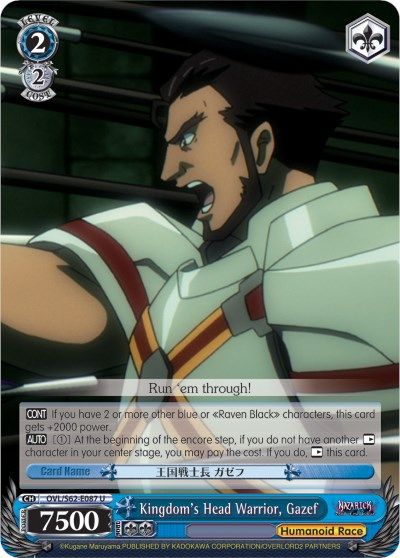 LEVEL
2
2
COST
Run 'em through!
CONT If you have 2 or more other blue or «Raven Black» characters, this card
gets +2000 power.
AUTO [①] At the beginning of the encore step, if you do not have another
character in your center stage, you may pay the cost. If you do, this card.
Card Name 王国戦士長 ガゼフ
CH OVL/S62-E087 U
7500
Kingdom's Head Warrior, Gazef
NAZARICK
Humanoid Race
©Kugane Maruyama,PUBLISHED BY KADOKAWA CORPORATION/OVERLORD2 PARTNERS